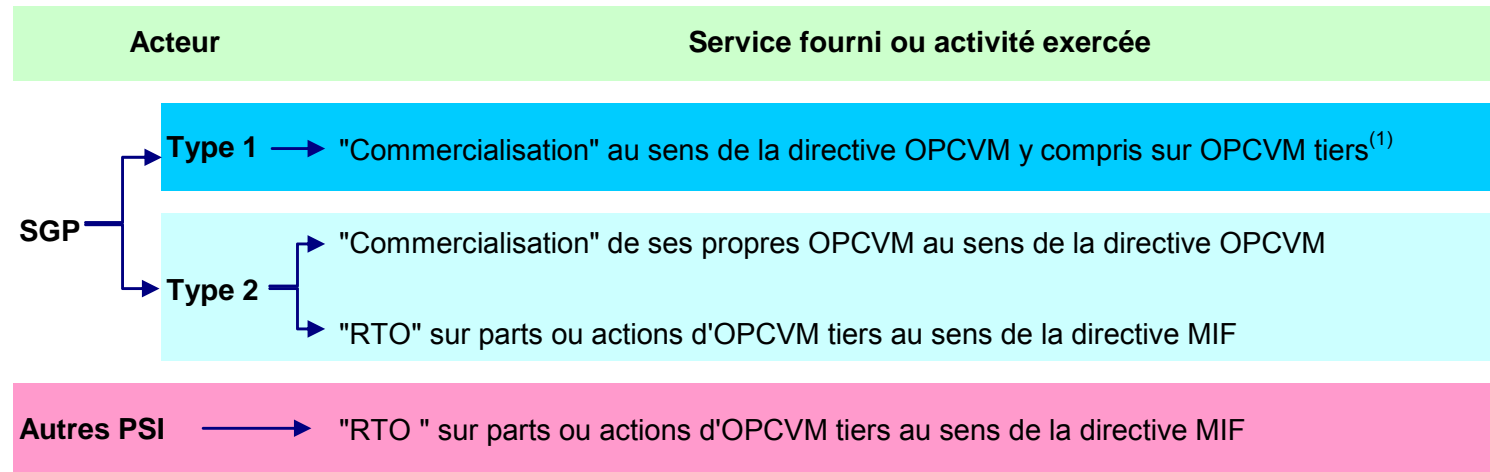 Acteur Service fourni ou activité exercée
Type 1 "Commercialisation" au sens de la directive OPCVM y compris sur OPCVM tiers(1)
SGP
"Commercialisation" de ses propres OPCVM au sens de la directive OPCVM
Type 2
"RTO" sur parts ou actions d'OPCVM tiers au sens de la directive MIF
Autres PSI "RTO " sur parts ou actions d'OPCVM tiers au sens de la directive MIF